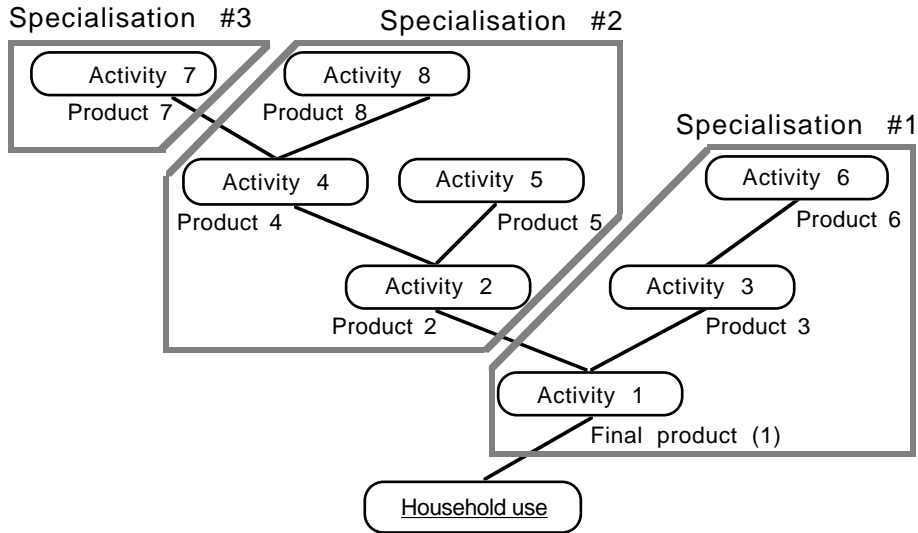 Specialisation #3
Specialisation #2
Activity 7
Activity 8
Product 7
Product 8
Specialisation #1
Activity 4
Activity 5
Activity 6
Product 4
Product 5
Product 6
Activity 2
Activity 3
Product 2
Product 3
Activity 1
Final product (1)
Household use